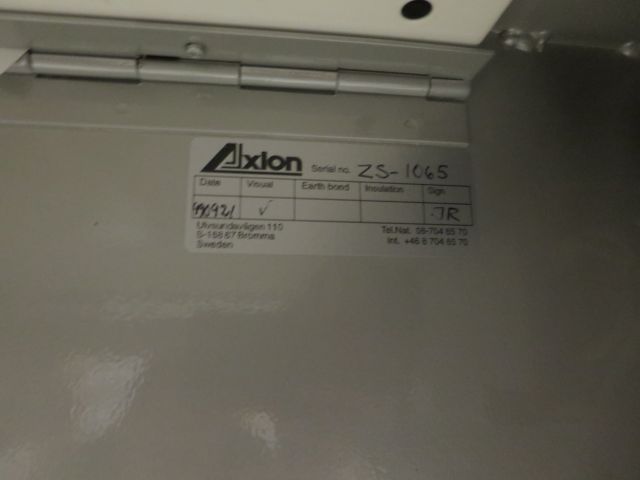 Axion Serial no. ZS-1065
Date Visual Earth bond Insulation Sign
√ JR
Ulvsundavägen 110 Tel.Nat. 08-704 65 70
S-168 67 Bromma Int. +46 8 704 65 70
Sweden